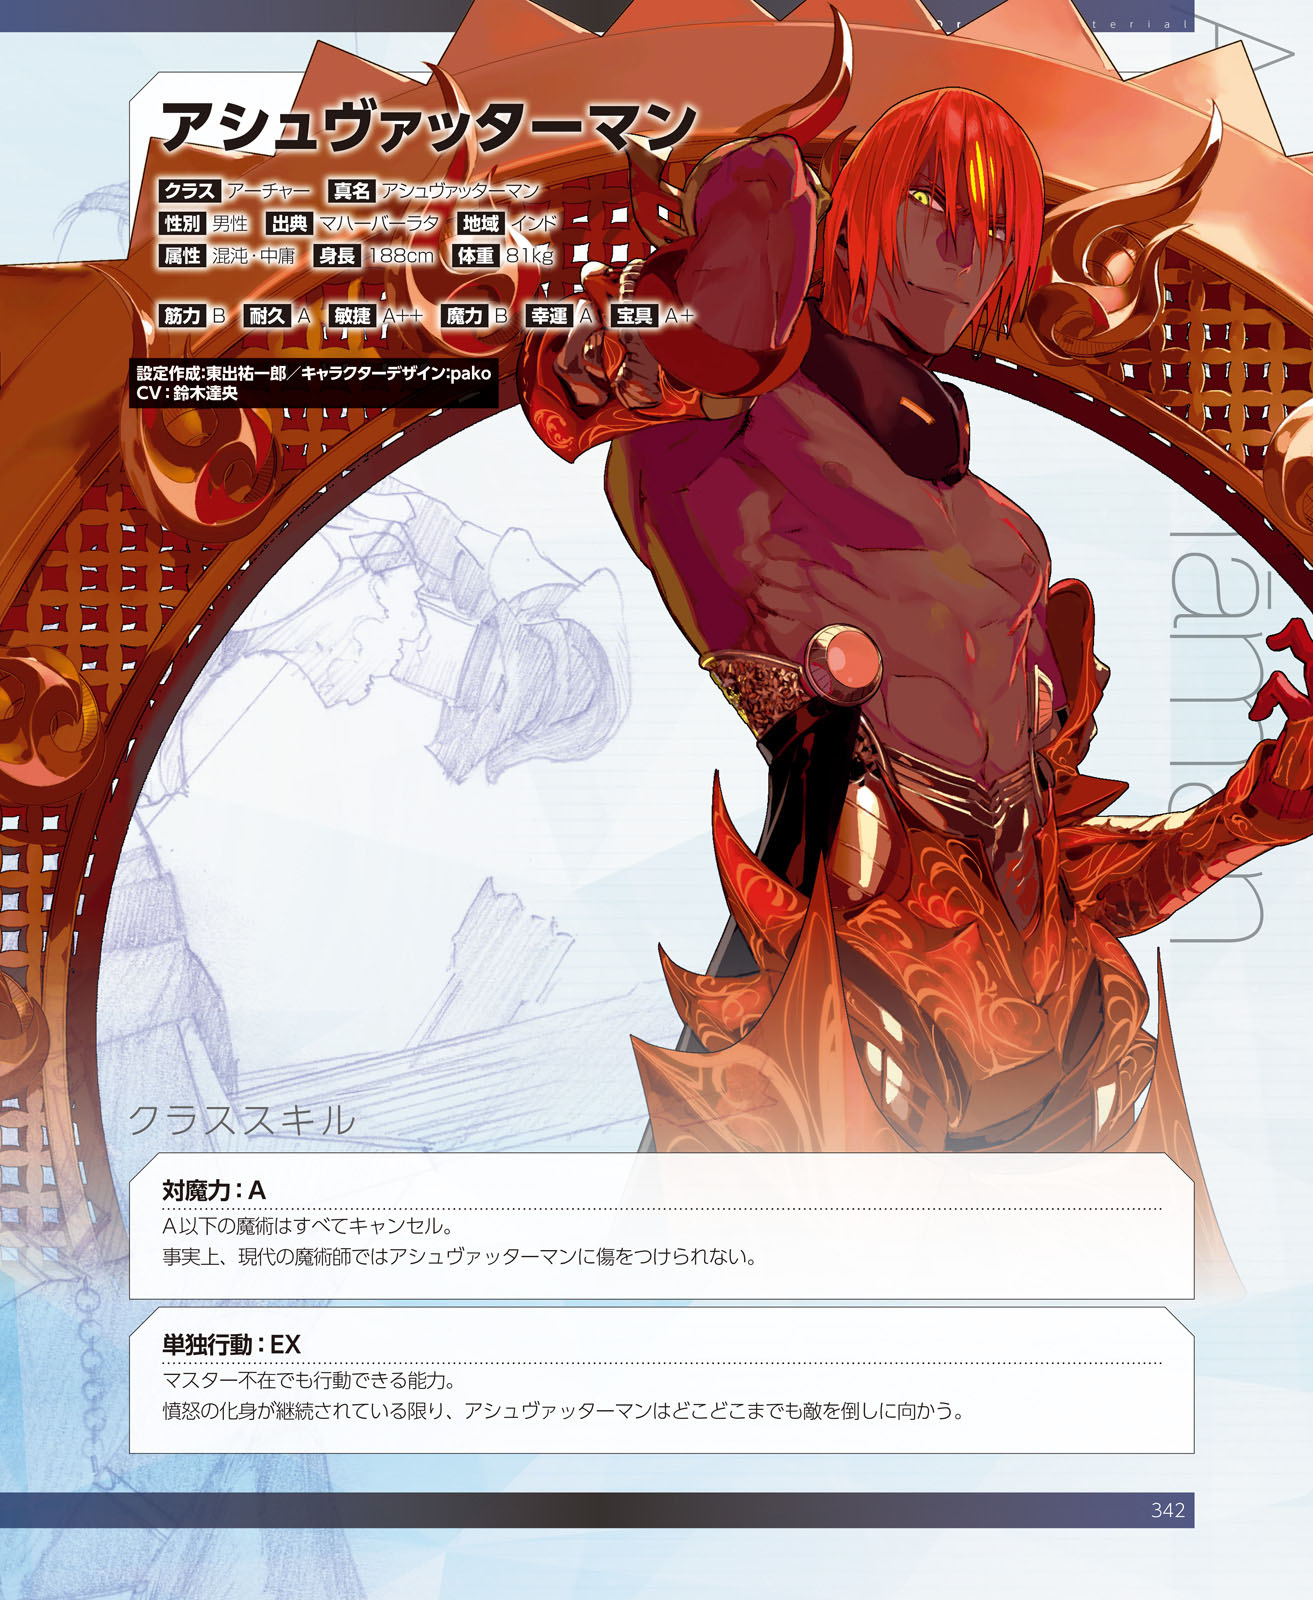 アシュヴァッターマン
クラス アーチャー 真名 アシュヴァッターマン
性別 男性 出典 マハーバーラタ 地域 インド
属性 混沌・中庸 身長 188cm 体重 81kg
筋力 B 耐久 A 敏捷 A++ 魔力 B 幸運 A 宝具 A+
設定作成:東出祐一郎/キャラクターデザイン:pako
CV:鈴木達央
クラススキル
対魔力:A
A以下の魔術はすべてキャンセル。
事実上、現代の魔術師ではアシュヴァッターマンに傷をつけられない。
単独行動:EX
マスター不在でも行動できる能力。
憤怒の化身が継続されている限り、アシュヴァッターマンはどこどこまでも敵を倒しに向かう。
342